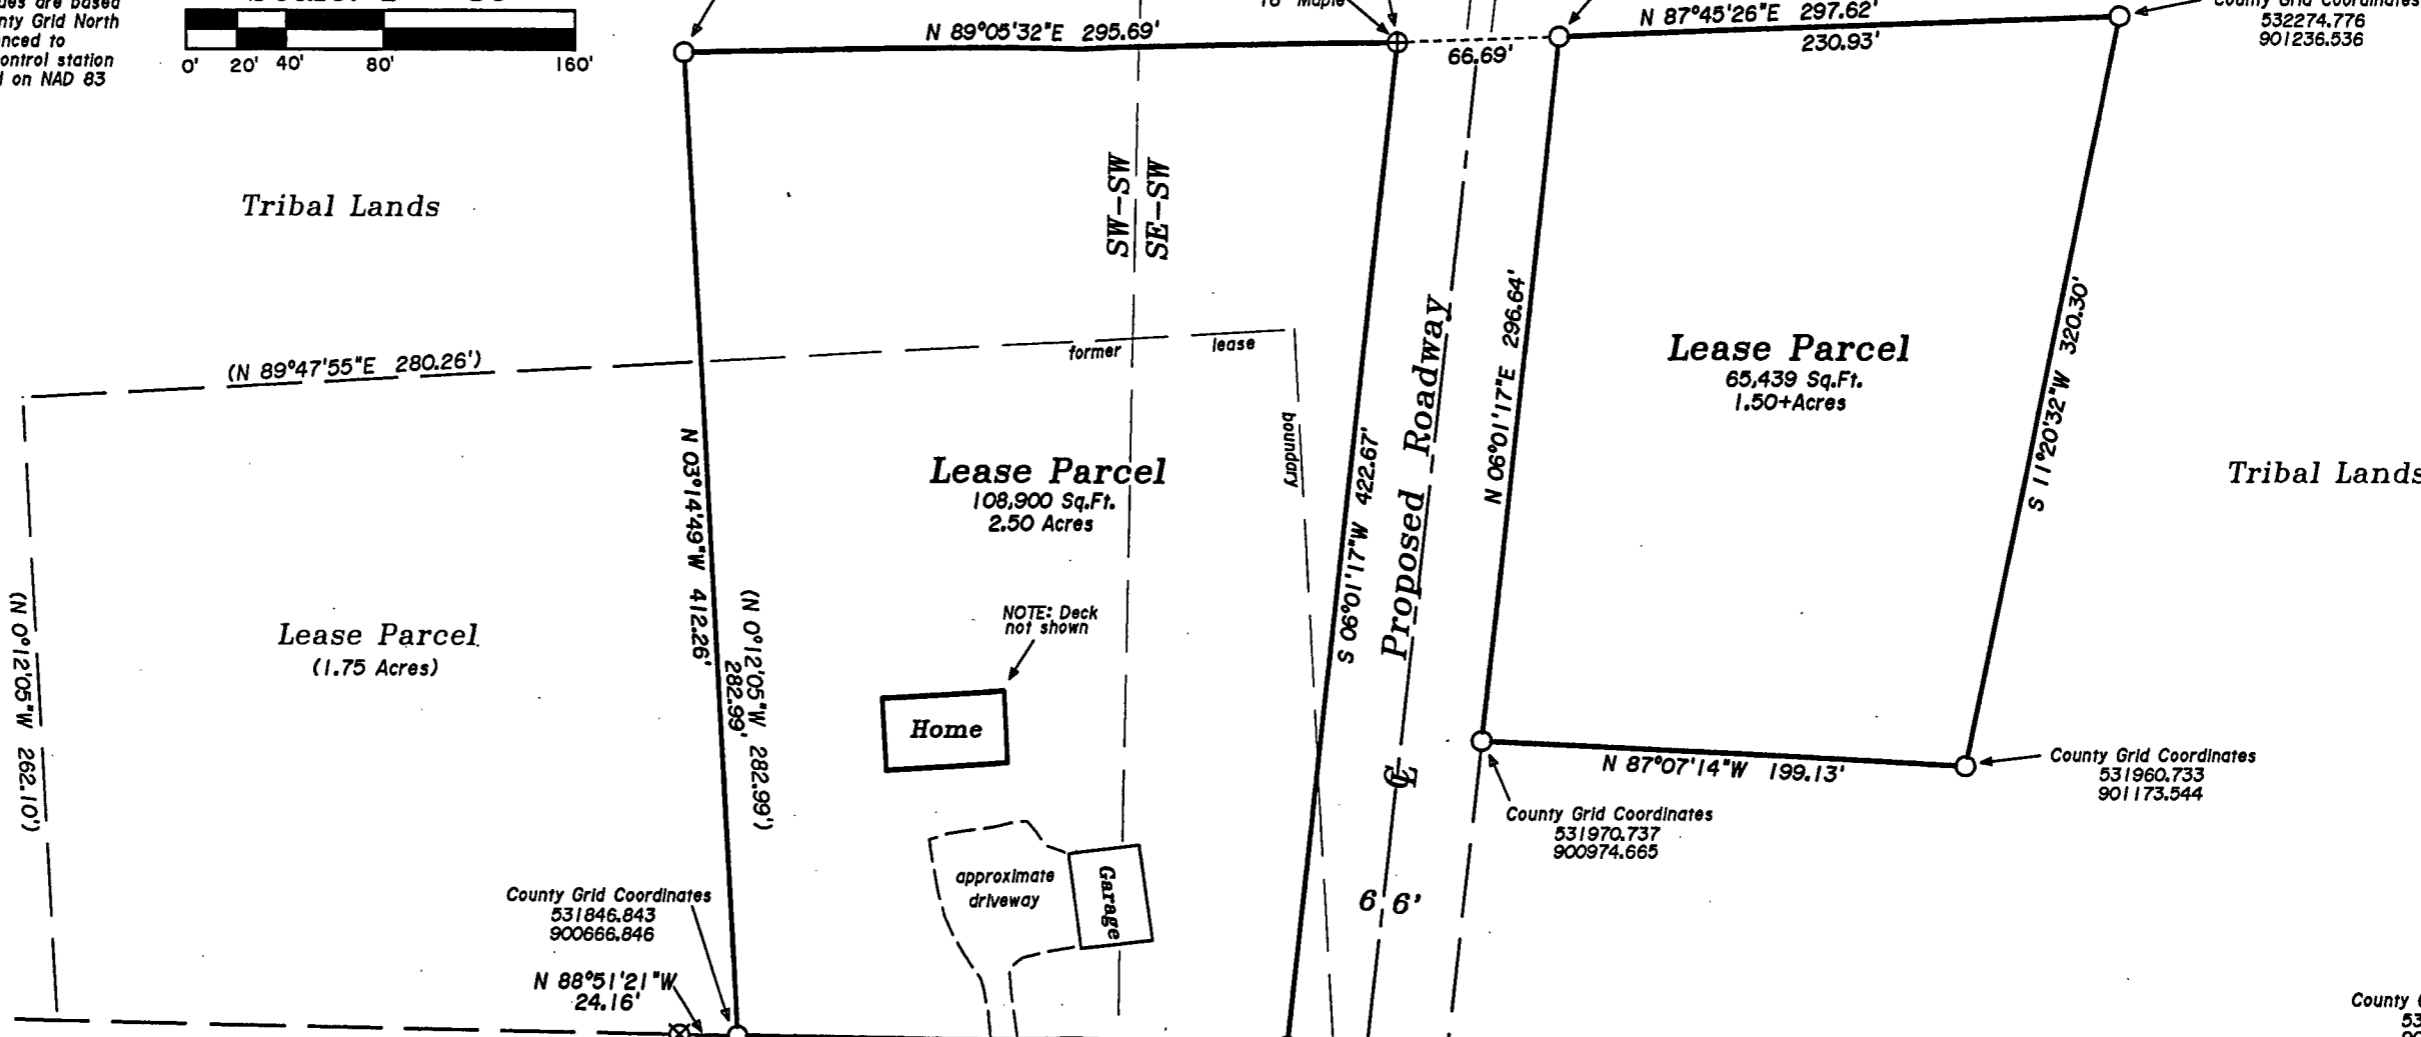 are based
nty Grid North
nced to
ontrol station
d on NAD 83
0' 20' 40' 80' 160'
N 89°05'32"E 295.69'
Maple
66.69'
N 87°45'26"E 297.62'
230.93'
County Grid Coordinates
532274.776
901236.536
Tribal Lands
SW-SW
SE-SW
(N 89°47'55"E 280.26')
former lease
boundary
N 03°14'49"W 412.26'
(N 0°12'05"W 282.99')
282.99'
Lease Parcel
108,900 Sq.Ft.
2.50 Acres
S 06°01'17"W 422.67'
Proposed Roadway
N 06°01'17"E 296.64'
Lease Parcel
65,439 Sq.Ft.
1.50+Acres
S 11°20'32"W 320.30'
Tribal Lands
(N 0°12'05"W 262.10')
Lease Parcel
(1.75 Acres)
NOTE: Deck
not shown
Home
CL
N 87°07'14"W 199.13'
County Grid Coordinates
531960.733
901173.544
County Grid Coordinates
531970.737
900974.665
approximate
driveway
Garage
66'
County Grid Coordinates
531846.843
900666.846
N 88°51'21"W
24.16'
County
53